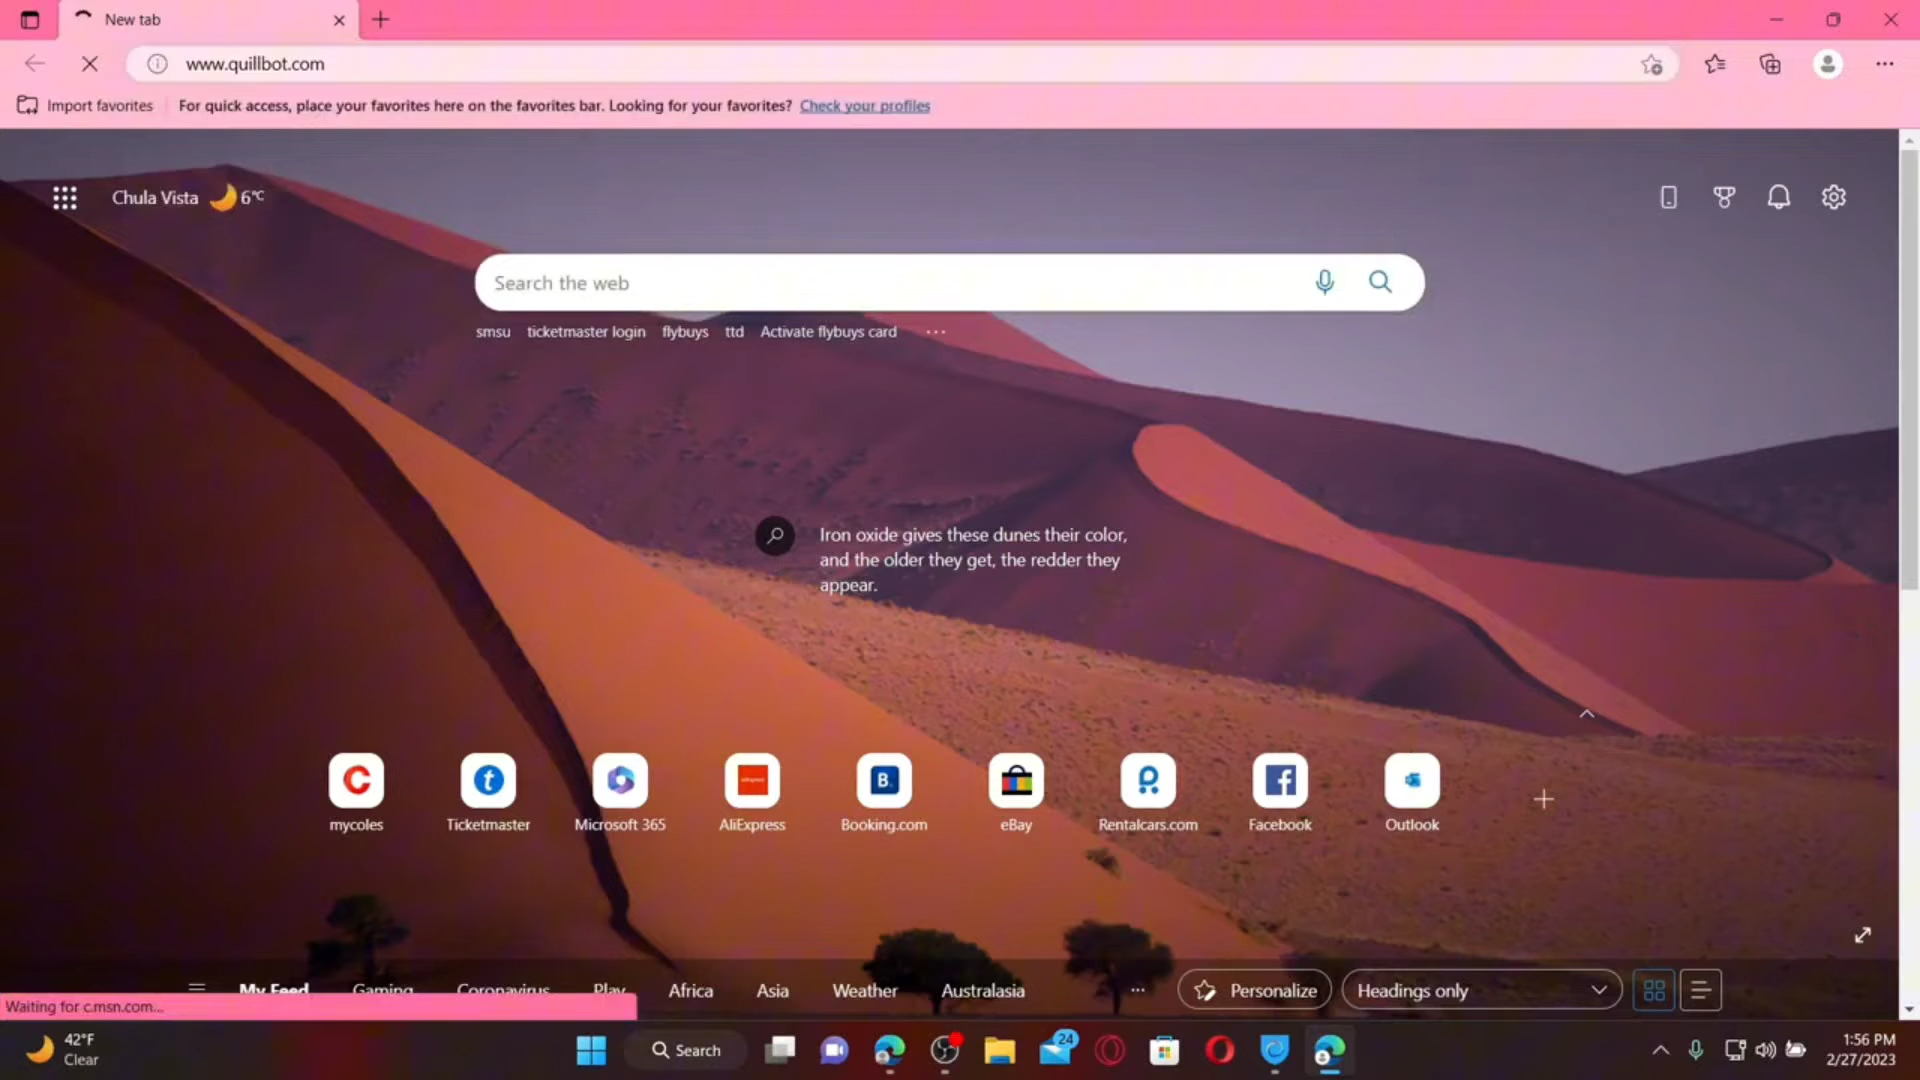 New tab
www.quillbot.com
Import favorites
For quick access, place your favorites here on the favorites bar. Looking for your favorites? Check your profiles
Chula Vista 6°C
Search the web
smsu ticketmaster login flybuys ttd Activate flybuys card
Iron oxide gives these dunes their color,
and the older they get, the redder they
appear.
mycoles Ticketmaster Microsoft 365 AliExpress Booking.com eBay Rentalcars.com Facebook Outlook
My Feed Gaming Coronavirus Play Africa Asia Weather Australasia Personalize Headings only
Waiting for c.msn.com...
42°F
Clear
Search
24
1:56 PM
2/27/2023